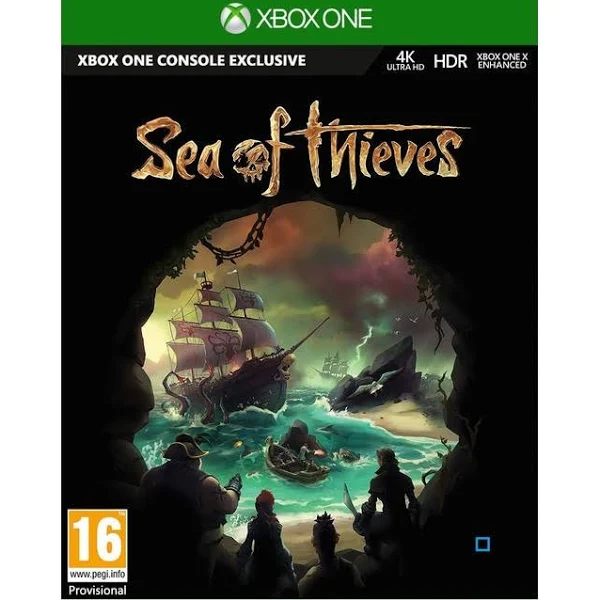 XBOX ONE
XBOX ONE CONSOLE EXCLUSIVE
4K
ULTRA HD
HDR
XBOX ONE X
ENHANCED
Sea of Thieves
16
www.pegi.info
Provisional